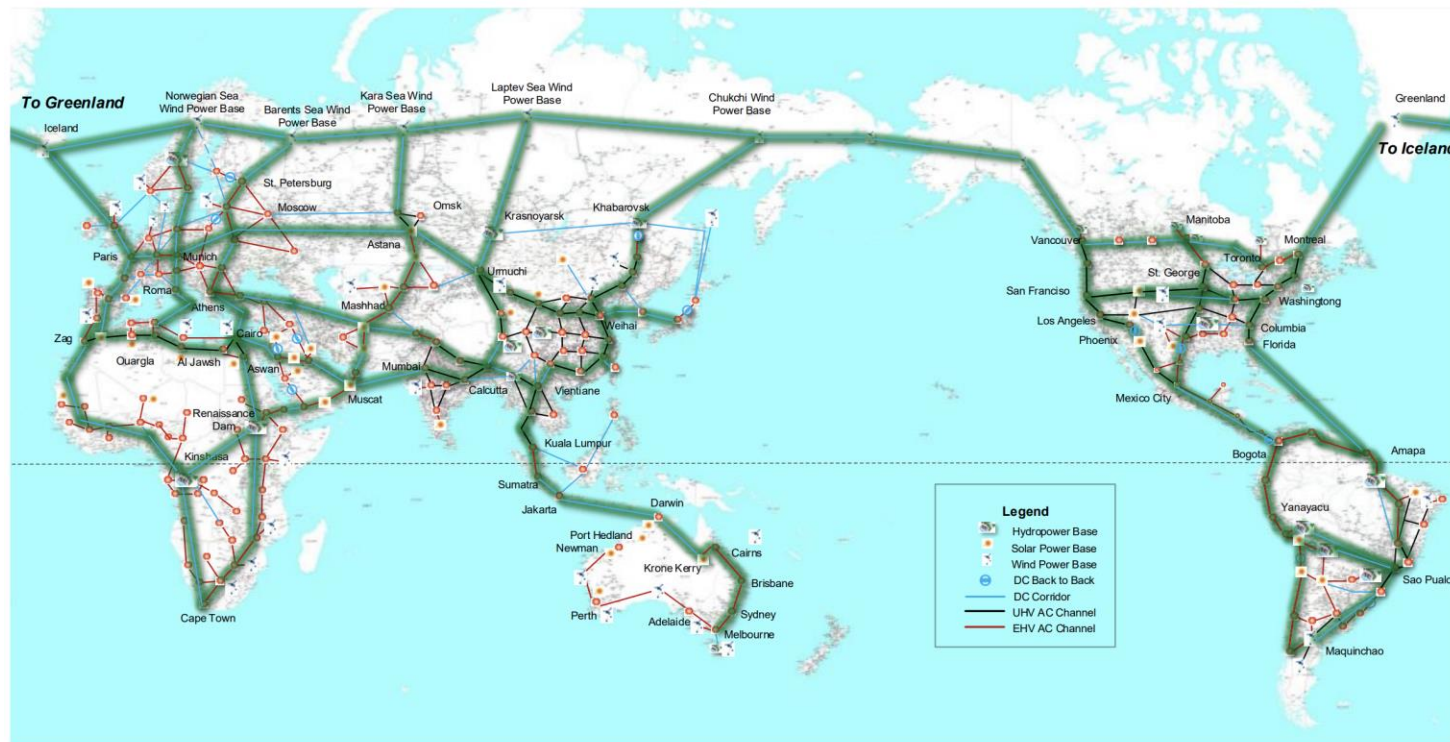 To Greenland
Norwegian Sea
Wind Power Base
Barents Sea Wind
Power Base
Kara Sea Wind
Power Base
Laptev Sea Wind
Power Base
Chukchi Wind
Power Base
Greenland
Iceland
To Iceland
St. Petersburg
Moscow
Omsk
Krasnoyarsk
Khabarovsk
Manitoba
Vancouver
Montreal
Astana
Paris
Munich
Toronto
Urmuchi
St. George
Roma
Mashhad
San Franciso
Washingtong
Athens
Weihai
Los Angeles
Columbia
Zag
Cairo
Phoenix
Florida
Ouargla
Al Jawsh
Aswan
Mumbai
Calcutta
Vientiane
Muscat
Mexico City
Renaissance
Dam
Kuala Lumpur
Kinshasa
Bogota
Amapa
Sumatra
Jakarta
Darwin
Yanayacu
Port Hedland
Newman
Cairns
Krone Kerry
Brisbane
Sao Pualo
Cape Town
Perth
Adelaide
Sydney
Melbourne
Maquinchao
Legend
Hydropower Base
Solar Power Base
Wind Power Base
DC Back to Back
DC Corridor
UHV AC Channel
EHV AC Channel